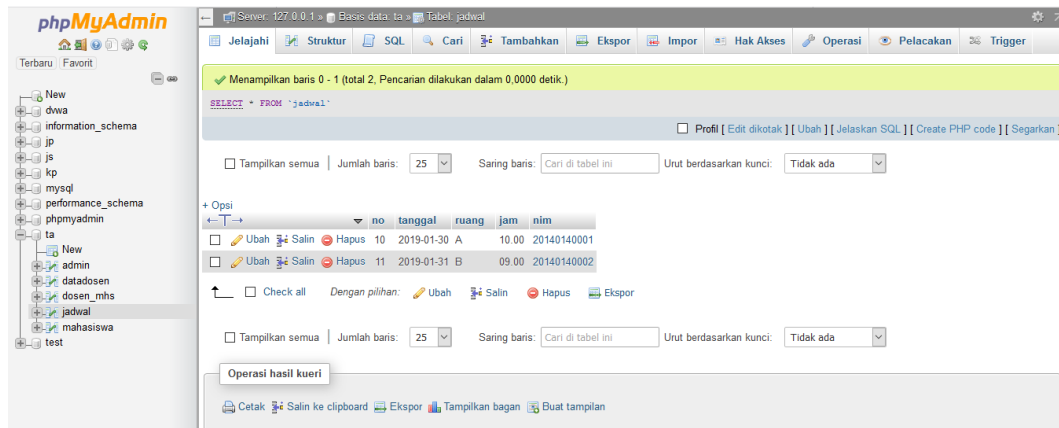 phpMyAdmin
Terbaru Favorit
New
dvwa
information_schema
jp
js
kp
mysql
performance_schema
phpmyadmin
ta
New
admin
datadosen
dosen_mhs
jadwal
mahasiswa
test
Server: 127.0.0.1 » Basis data: ta » Tabel: jadwal
Jelajahi Struktur SQL Cari Tambahkan Ekspor Impor Hak Akses Operasi Pelacakan Trigger
Menampilkan baris 0 - 1 (total 2, Pencarian dilakukan dalam 0,0000 detik.)
SELECT * FROM `jadwal`
Profil [ Edit dikotak ] [ Ubah ] [ Jelaskan SQL ] [ Create PHP code ] [ Segarkan ]
Tampilkan semua | Jumlah baris: 25 Saring baris: Cari di tabel ini Urut berdasarkan kunci: Tidak ada
+ Opsi
←T→ no tanggal ruang jam nim
Ubah Salin Hapus 10 2019-01-30 A 10.00 20140140001
Ubah Salin Hapus 11 2019-01-31 B 09.00 20140140002
Check all Dengan pilihan: Ubah Salin Hapus Ekspor
Tampilkan semua | Jumlah baris: 25 Saring baris: Cari di tabel ini Urut berdasarkan kunci: Tidak ada
Operasi hasil kueri
Cetak Salin ke clipboard Ekspor Tampilkan bagan Buat tampilan